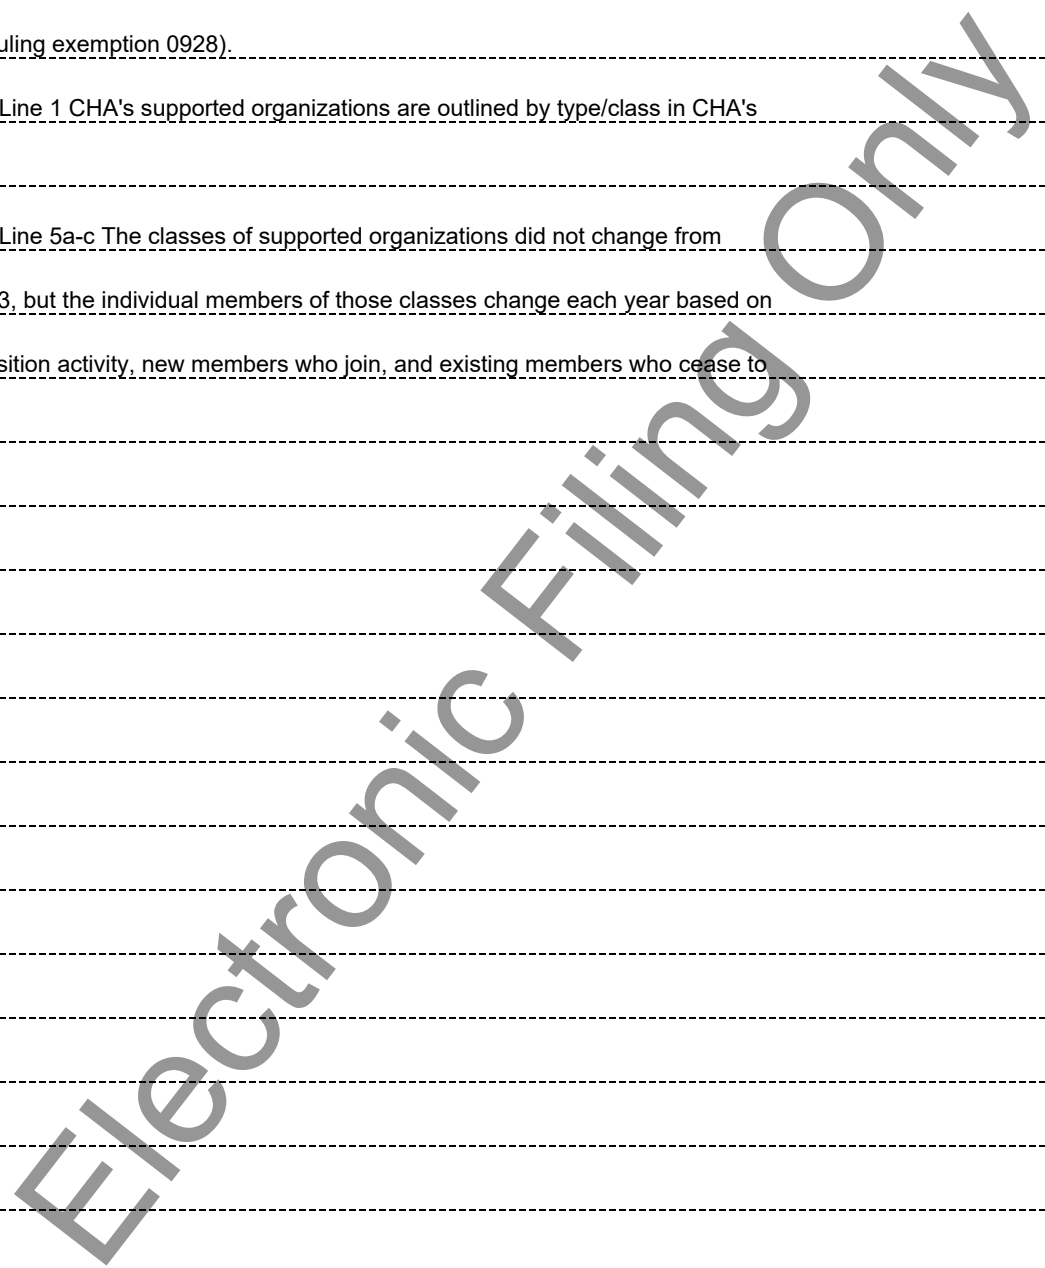 uling exemption 0928).
Line 1 CHA's supported organizations are outlined by type/class in CHA's
Line 5a-c The classes of supported organizations did not change from
3, but the individual members of those classes change each year based on
sition activity, new members who join, and existing members who cease to
Electronic Filing Only